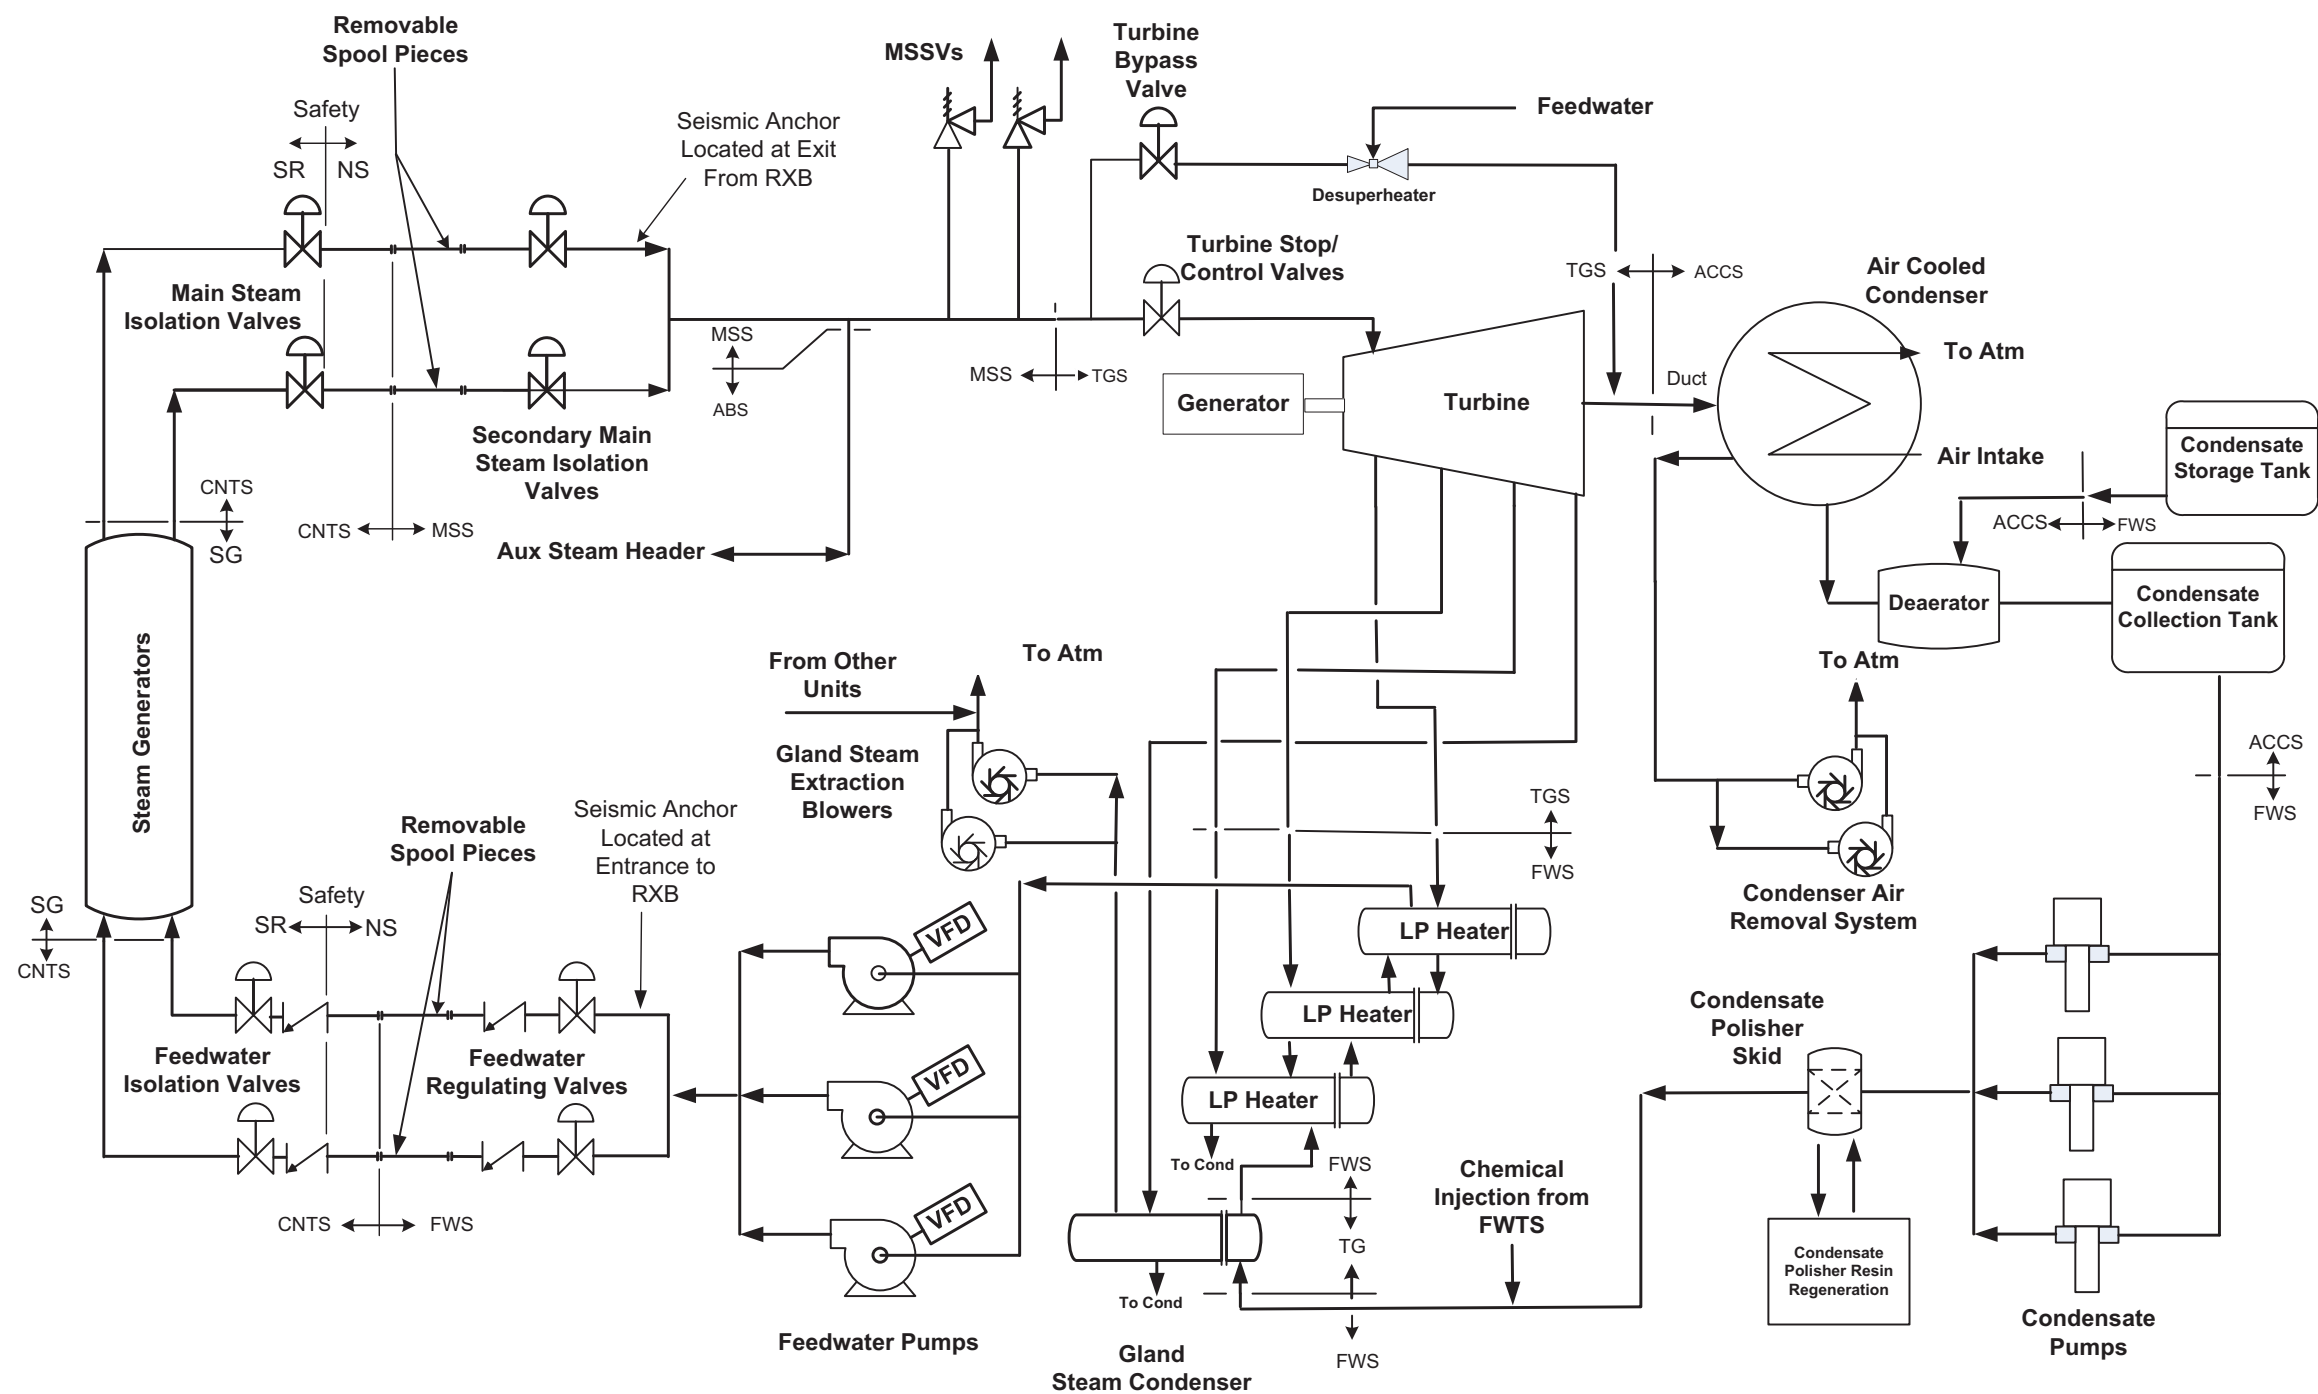 Removable
Spool Pieces
Safety
SR
NS
Seismic Anchor
Located at Exit
From RXB
MSSVs
Turbine
Bypass
Valve
Feedwater
Desuperheater
Main Steam
Isolation Valves
Turbine Stop/
Control Valves
TGS
ACCS
Air Cooled
Condenser
To Atm
MSS
ABS
MSS
TGS
Duct
Generator
Turbine
Air Intake
Condensate
Storage Tank
Secondary Main
Steam Isolation
Valves
CNTS
SG
CNTS
MSS
Aux Steam Header
ACCS
FWS
Deaerator
Condensate
Collection Tank
Steam Generators
From Other
Units
To Atm
To Atm
Gland Steam
Extraction
Blowers
ACCS
FWS
TGS
FWS
Removable
Spool Pieces
Seismic Anchor
Located at
Entrance to
RXB
Condenser Air
Removal System
SG
CNTS
Safety
SR
NS
VFD
LP Heater
LP Heater
LP Heater
Feedwater
Isolation Valves
Feedwater
Regulating Valves
VFD
Condensate
Polisher
Skid
To Cond
FWS
TG
FWS
Chemical
Injection from
FWTS
CNTS
FWS
VFD
To Cond
Condensate
Polisher Resin
Regeneration
Feedwater Pumps
Gland
Steam Condenser
Condensate
Pumps